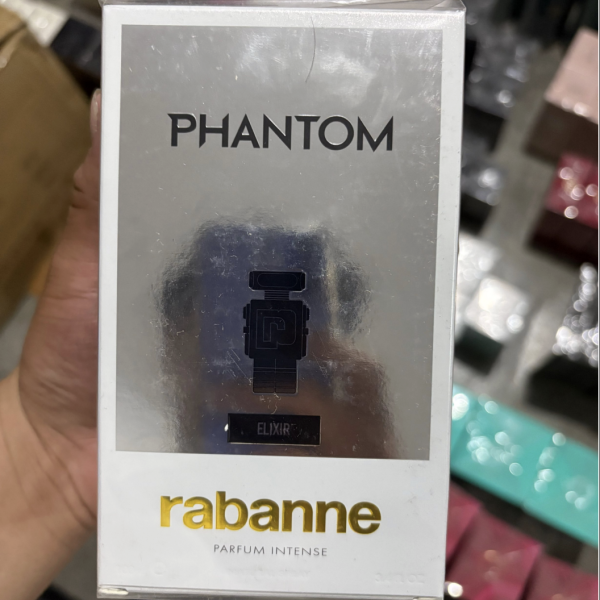 PHANTOM
ELIXIR
rabanne
PARFUM INTENSE